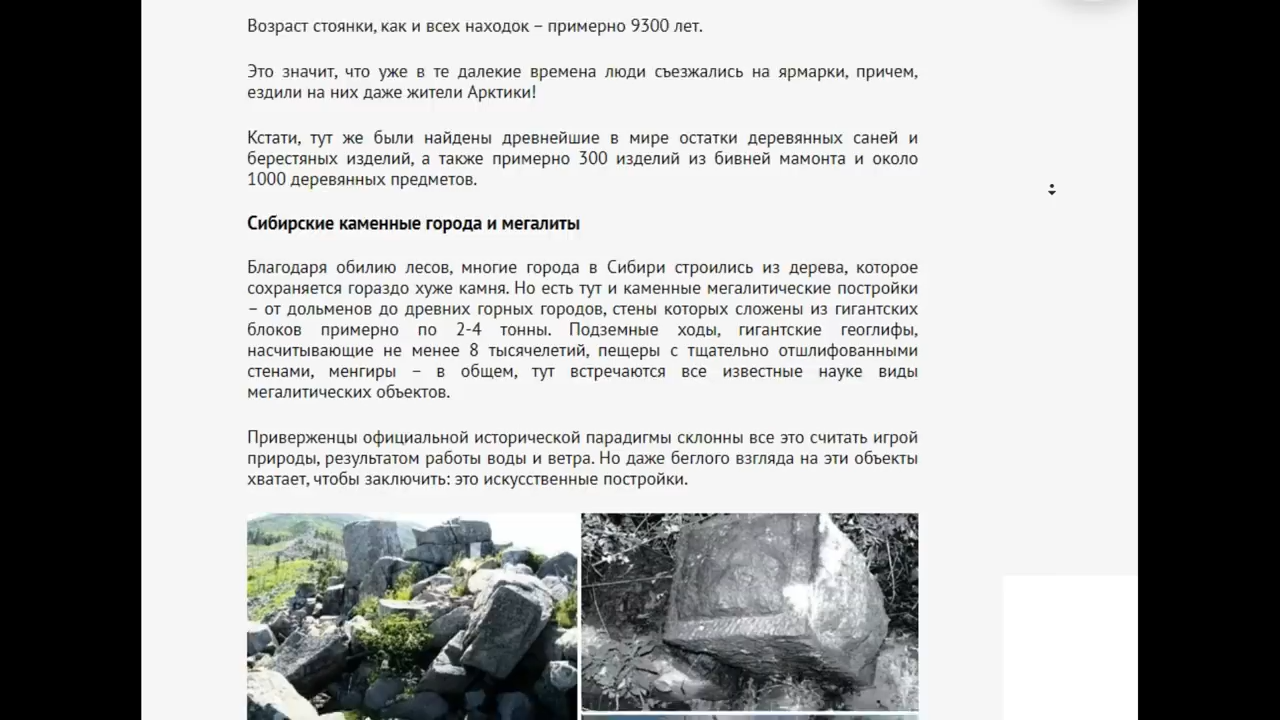 Возраст стоянки, как и всех находок – примерно 9300 лет.
Это значит, что уже в те далекие времена люди съезжались на ярмарки, причем,
ездили на них даже жители Арктики!
Кстати, тут же были найдены древнейшие в мире остатки деревянных саней и
берестяных изделий, а также примерно 300 изделий из бивней мамонта и около
1000 деревянных предметов.
Сибирские каменные города и мегалиты
Благодаря обилию лесов, многие города в Сибири строились из дерева, которое
сохраняется гораздо хуже камня. Но есть тут и каменные мегалитические постройки
– от дольменов до древних горных городов, стены которых сложены из гигантских
блоков примерно по 2-4 тонны. Подземные ходы, гигантские геоглифы,
насчитывающие не менее 8 тысячелетий, пещеры с тщательно отшлифованными
стенами, менгиры – в общем, тут встречаются все известные науке виды
мегалитических объектов.
Приверженцы официальной исторической парадигмы склонны все это считать игрой
природы, результатом работы воды и ветра. Но даже беглого взгляда на эти объекты
хватает, чтобы заключить: это искусственные постройки.